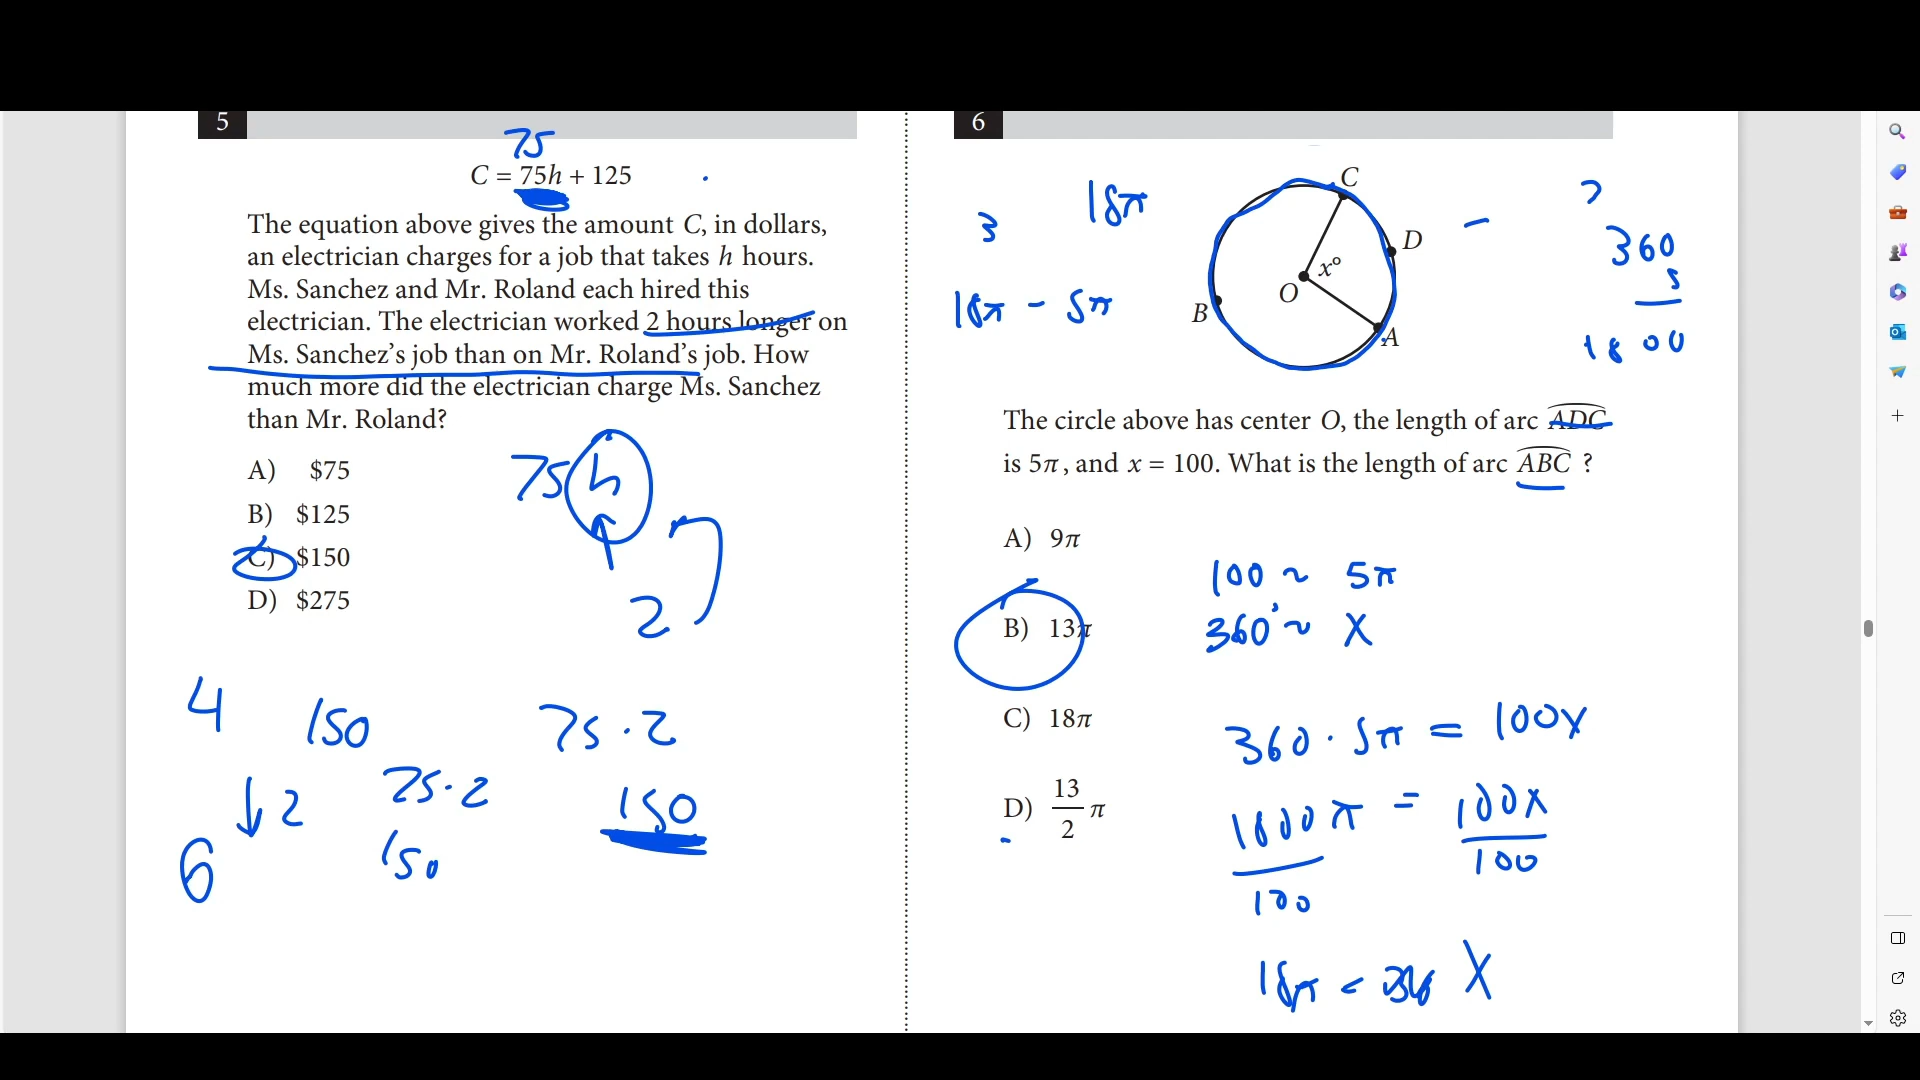 5
75
C = 75h + 125
The equation above gives the amount C, in dollars,
an electrician charges for a job that takes h hours.
Ms. Sanchez and Mr. Roland each hired this
electrician. The electrician worked 2 hours longer on
Ms. Sanchez’s job than on Mr. Roland’s job. How
much more did the electrician charge Ms. Sanchez
than Mr. Roland?
A) $75
B) $125
C) $150
D) $275
75h
2
4
150
75·2
2
75·2
150
6
150
6
3
18π
18π – 5π
C
D
O
x°
B
A
360
5
1800
The circle above has center O, the length of arc ADC
is 5π, and x = 100. What is the length of arc ABC ?
A) 9π
B) 13π
C) 18π
D) 13/2 π
100 ~ 5π
360° ~ X
360 · 5π = 100x
1800π = 100x
100
100
18π
X